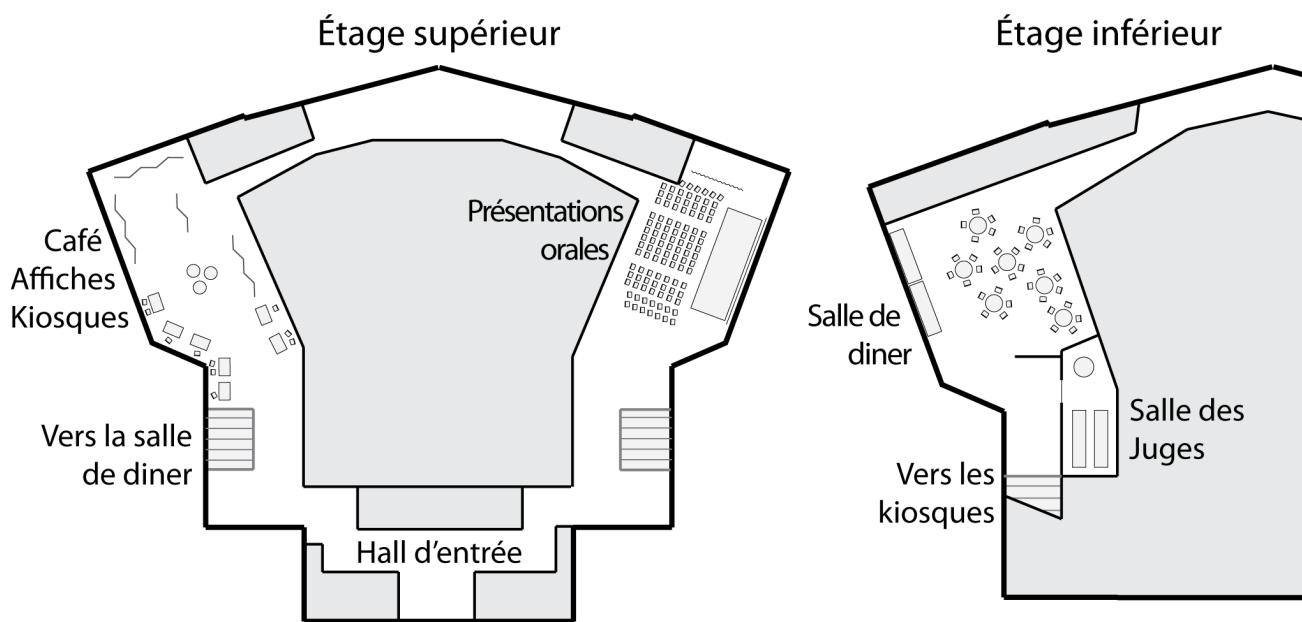 Étage supérieur
Étage inférieur
Présentations
orales
Café
Affiches
Kiosques
Vers la salle
de diner
Hall d'entrée
Salle de
diner
Salle des
Juges
Vers les
kiosques